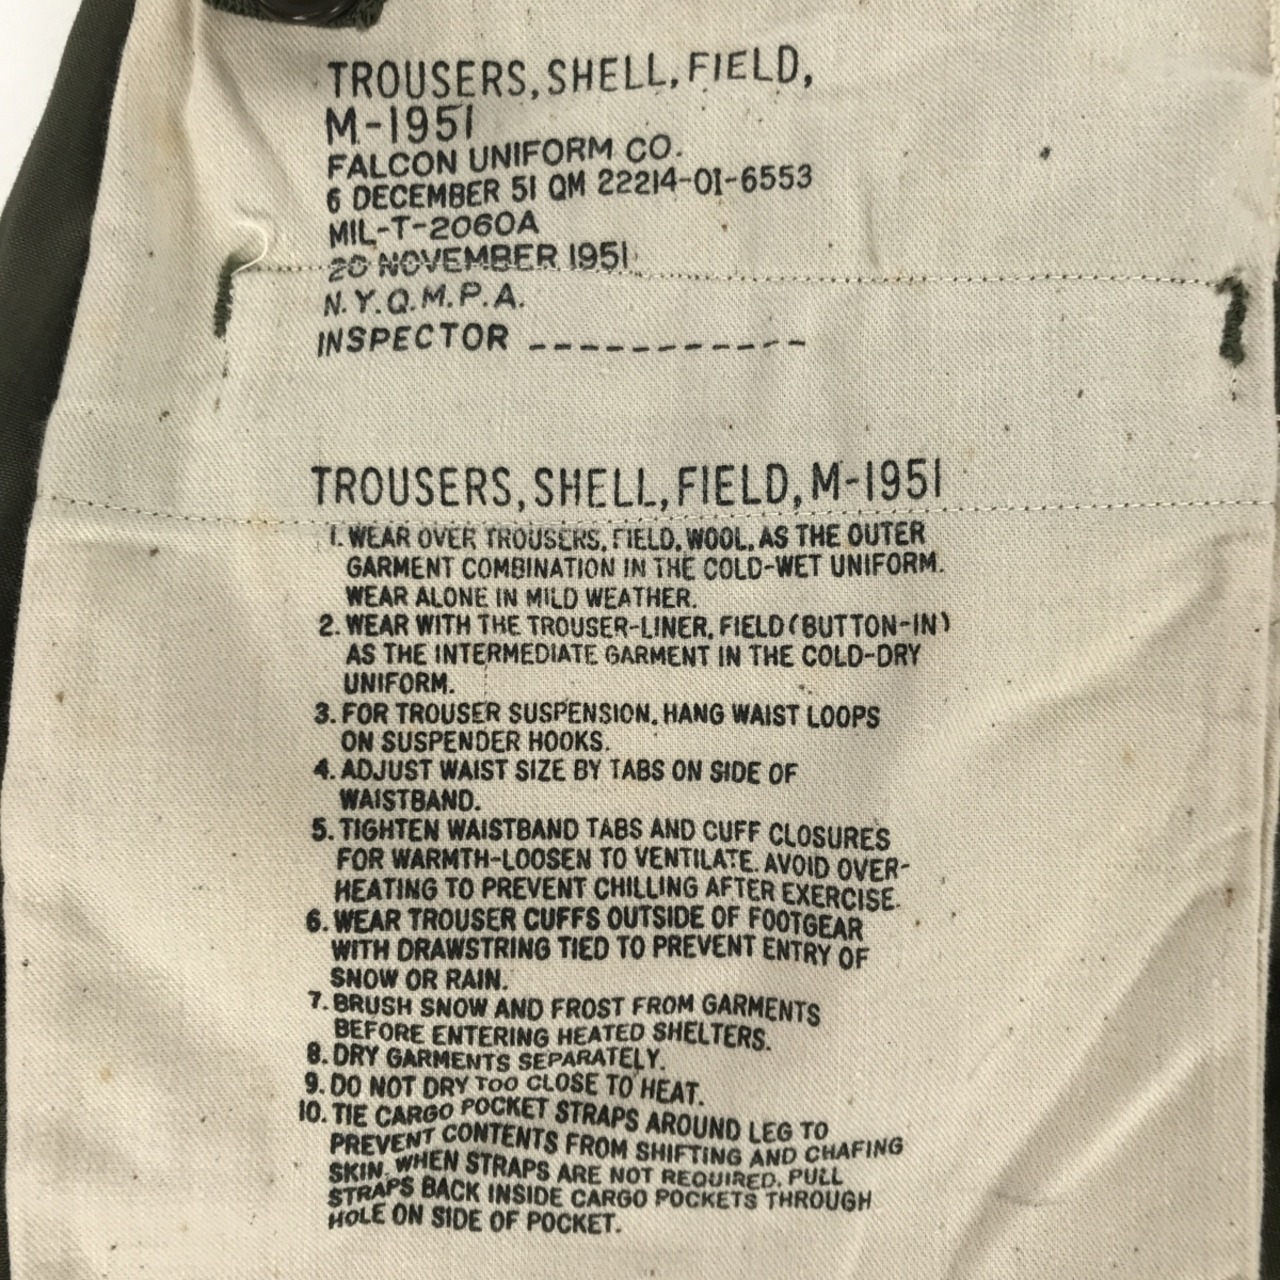 TROUSERS, SHELL, FIELD,
M-1951
FALCON UNIFORM CO.
6 DECEMBER 51 QM 22214-OI-6553
MIL-T-2060A
20 NOVEMBER 1951
N.Y.Q.M.P.A.
INSPECTOR -----------
TROUSERS, SHELL, FIELD, M-1951
1. WEAR OVER TROUSERS, FIELD, WOOL, AS THE OUTER
GARMENT COMBINATION IN THE COLD-WET UNIFORM.
WEAR ALONE IN MILD WEATHER.
2. WEAR WITH THE TROUSER-LINER, FIELD (BUTTON-IN)
AS THE INTERMEDIATE GARMENT IN THE COLD-DRY
UNIFORM.
3. FOR TROUSER SUSPENSION, HANG WAIST LOOPS
ON SUSPENDER HOOKS.
4. ADJUST WAIST SIZE BY TABS ON SIDE OF
WAISTBAND.
5. TIGHTEN WAISTBAND TABS AND CUFF CLOSURES
FOR WARMTH-LOOSEN TO VENTILATE. AVOID OVER-
HEATING TO PREVENT CHILLING AFTER EXERCISE.
6. WEAR TROUSER CUFFS OUTSIDE OF FOOTGEAR
WITH DRAWSTRING TIED TO PREVENT ENTRY OF
SNOW OR RAIN.
7. BRUSH SNOW AND FROST FROM GARMENTS
BEFORE ENTERING HEATED SHELTERS.
8. DRY GARMENTS SEPARATELY.
9. DO NOT DRY TOO CLOSE TO HEAT.
10. TIE CARGO POCKET STRAPS AROUND LEG TO
PREVENT CONTENTS FROM SHIFTING AND CHAFING
SKIN. WHEN STRAPS ARE NOT REQUIRED, PULL
STRAPS BACK INSIDE CARGO POCKETS THROUGH
HOLE ON SIDE OF POCKET.